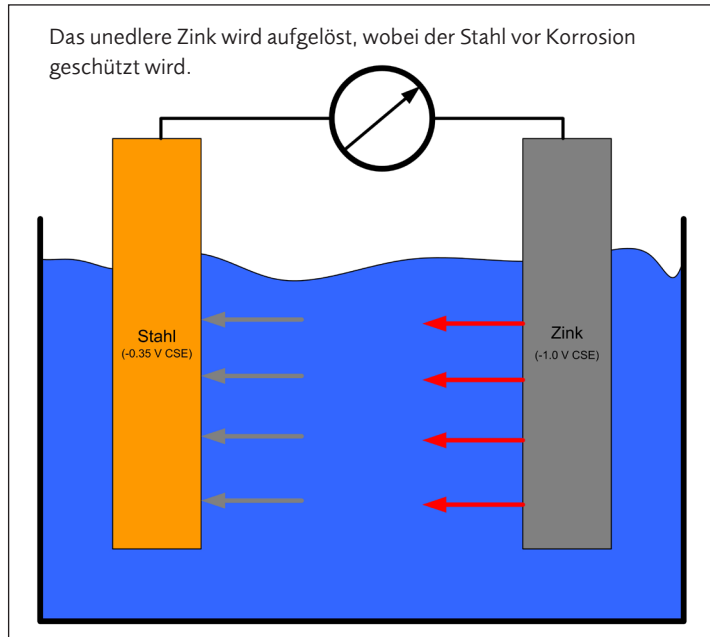 Das unedlere Zink wird aufgelöst, wobei der Stahl vor Korrosion
geschützt wird.
Stahl
(-0.35 V CSE)
Zink
(-1.0 V CSE)